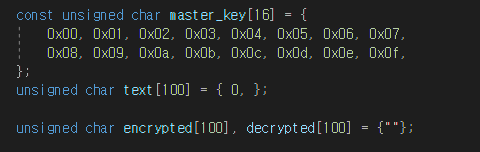 const unsigned char master_key[16] = {
    0x00, 0x01, 0x02, 0x03, 0x04, 0x05, 0x06, 0x07,
    0x08, 0x09, 0x0a, 0x0b, 0x0c, 0x0d, 0x0e, 0x0f,
};
unsigned char text[100] = { 0, };
unsigned char encrypted[100], decrypted[100] = {""};